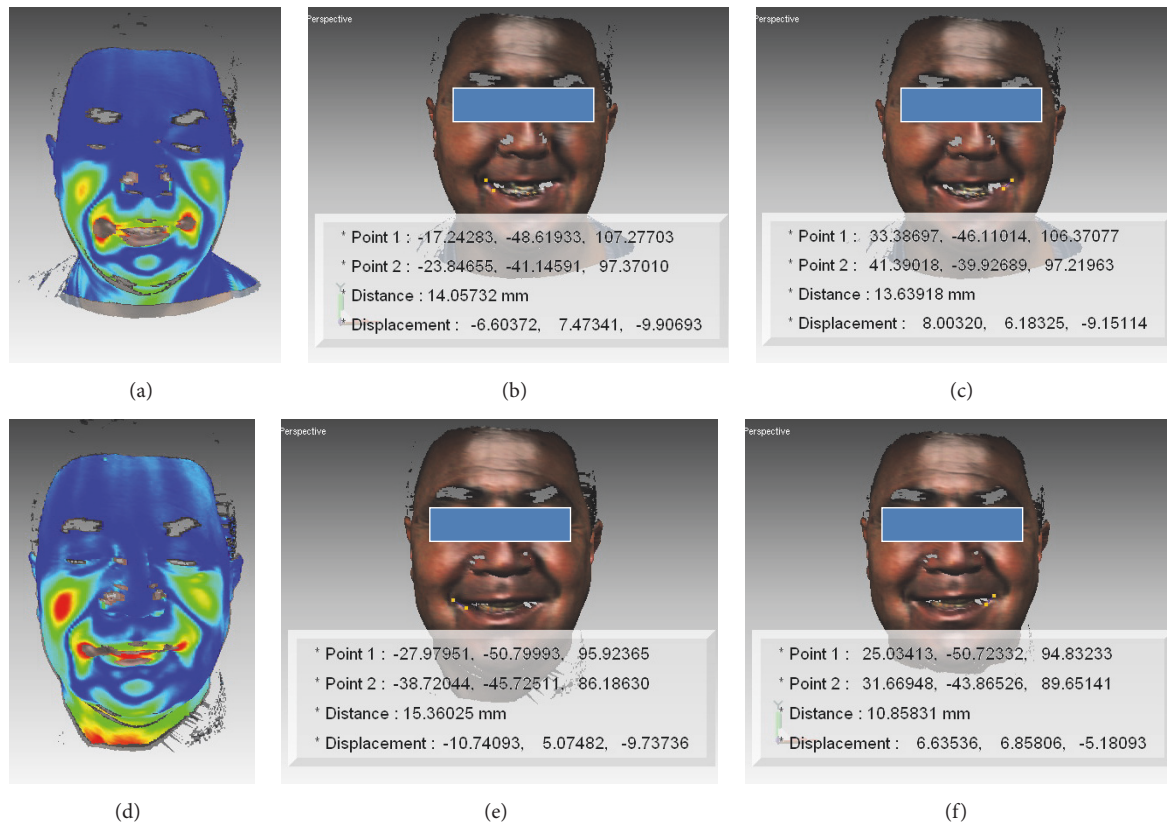 Perspective
Perspective
* Point 1 : -17.24283, -48.61933, 107.27703
* Point 2 : -23.84655, -41.14591, 97.37010
* Distance : 14.05732 mm
* Displacement : -6.60372, 7.47341, -9.90693
* Point 1 : 33.38697, -46.11014, 106.37077
* Point 2 : 41.39018, -39.92689, 97.21963
* Distance : 13.63918 mm
* Displacement : 8.00320, 6.18325, -9.15114
(a)
(b)
(c)
Perspective
Perspective
* Point 1 : -27.97951, -50.79993, 95.92365
* Point 2 : -38.72044, -45.72511, 86.18630
* Distance : 15.36025 mm
* Displacement : -10.74093, 5.07482, -9.73736
* Point 1 : 25.03413, -50.72332, 94.83233
* Point 2 : 31.66948, -43.86526, 89.65141
* Distance : 10.85831 mm
* Displacement : 6.63536, 6.85806, -5.18093
(d)
(e)
(f)